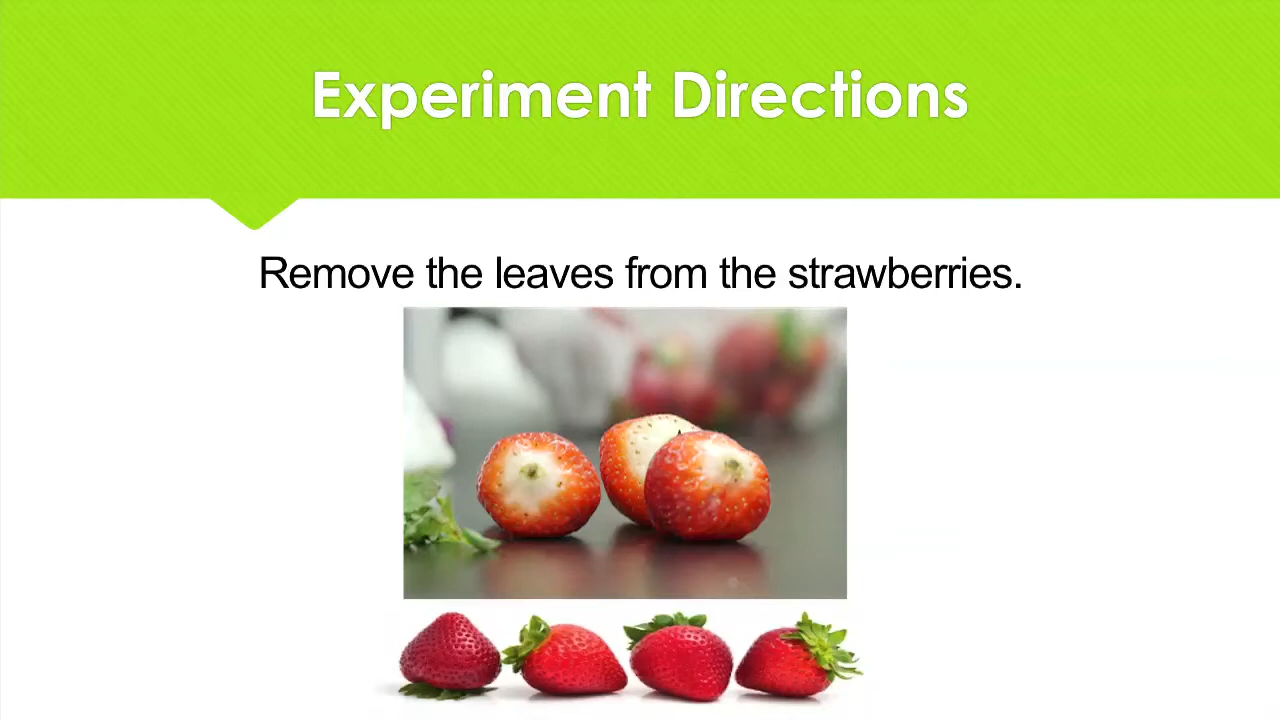 Experiment Directions
Remove the leaves from the strawberries.